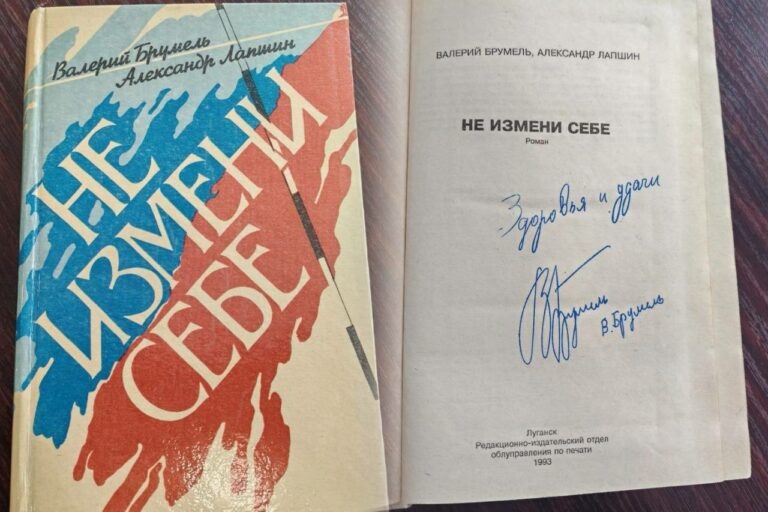 Валерий Брумель
Александр Лапшин
НЕ
ИЗМЕНИ
СЕБЕ
ВАЛЕРИЙ БРУМЕЛЬ, АЛЕКСАНДР ЛАПШИН
НЕ ИЗМЕНИ СЕБЕ
Роман
Здоровья и удачи
Брумель
В.Брумель
Луганск
Редакционно-издательский отдел
облуправления по печати
1993